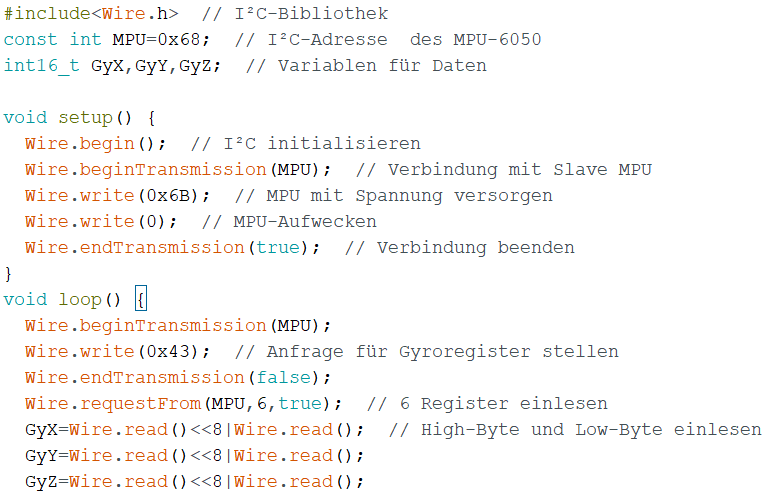 #include<Wire.h>  // I²C-Bibliothek
const int MPU=0x68;  // I²C-Adresse  des MPU-6050
int16_t GyX,GyY,GyZ;  // Variablen für Daten

void setup() {
  Wire.begin();  // I²C initialisieren
  Wire.beginTransmission(MPU);  // Verbindung mit Slave MPU
  Wire.write(0x6B);  // MPU mit Spannung versorgen
  Wire.write(0);  // MPU-Aufwecken
  Wire.endTransmission(true);  // Verbindung beenden
}
void loop() {
  Wire.beginTransmission(MPU);
  Wire.write(0x43);  // Anfrage für Gyroregister stellen
  Wire.endTransmission(false);
  Wire.requestFrom(MPU,6,true);  // 6 Register einlesen
  GyX=Wire.read()<<8|Wire.read();  // High-Byte und Low-Byte einlesen
  GyY=Wire.read()<<8|Wire.read();
  GyZ=Wire.read()<<8|Wire.read();